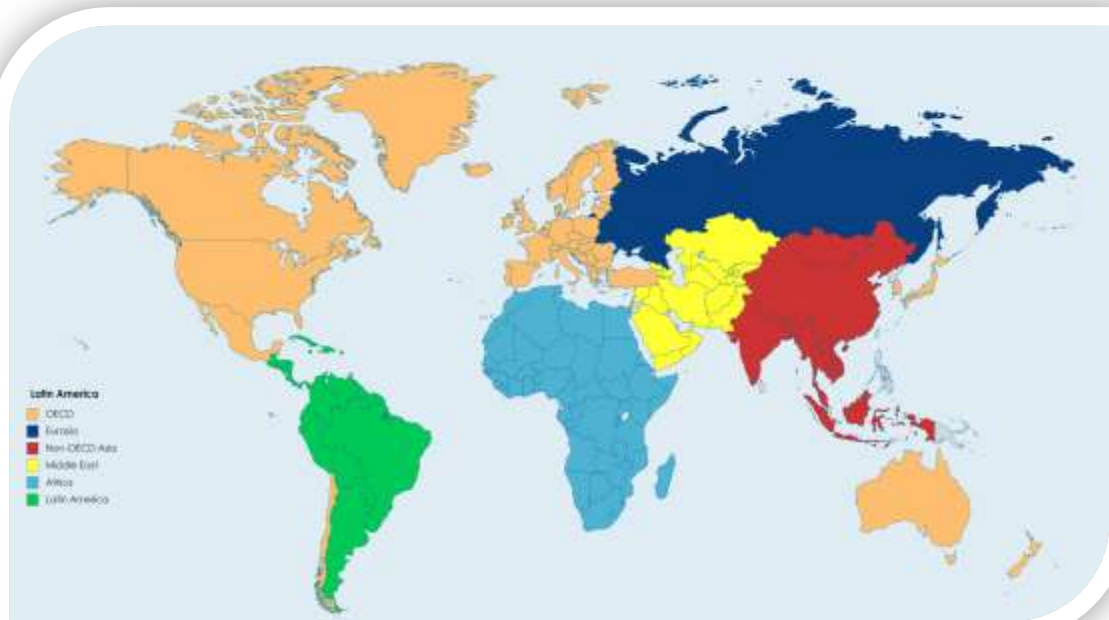 Latin America
OECD
Eurasia
Non-OECD Asia
Middle East
Africa
Latin America